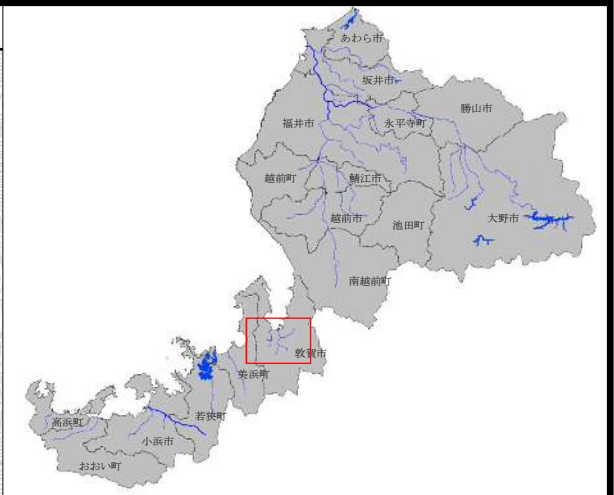 あわら市
坂井市
勝山市
福井市
永平寺町
越前町
鯖江市
越前市
池田町
大野市
南越前町
敦賀市
美浜町
若狭町
高浜町
小浜市
おおい町